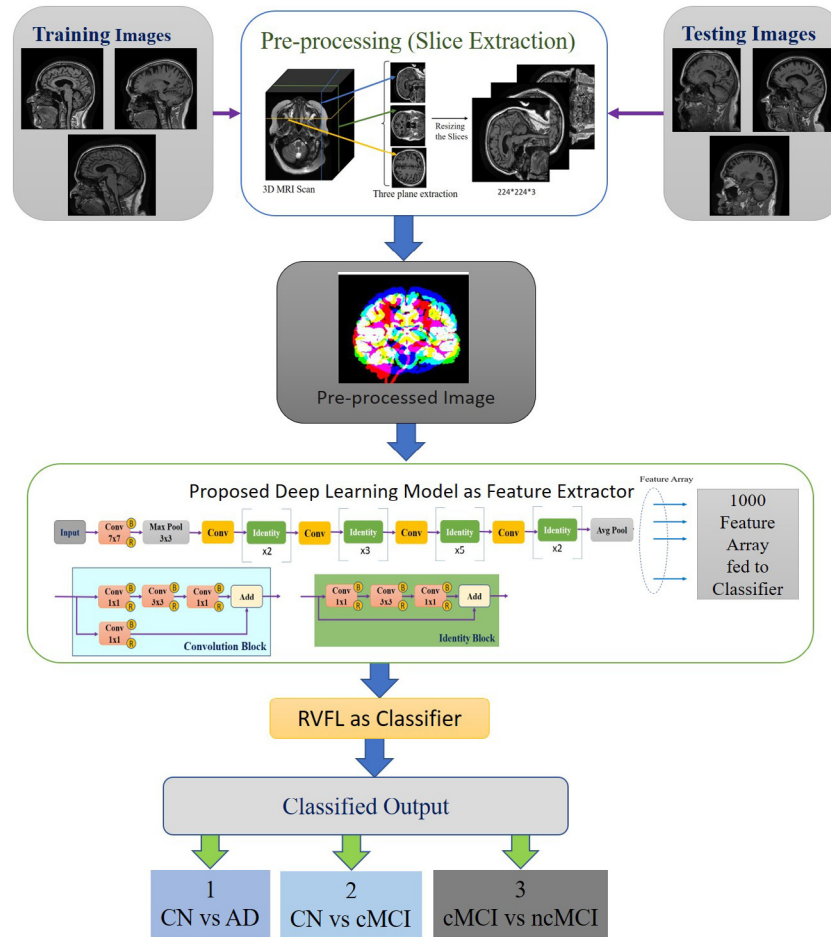 Training Images
Pre-processing (Slice Extraction)
3D MRI Scan
Three plane extraction
Resizing
the Slices
224*224*3
Testing Images
Pre-processed Image
Proposed Deep Learning Model as Feature Extractor
Input
Conv
7x7
B
R
Max Pool
3x3
Conv
Identity
x2
Conv
Identity
x3
Conv
Identity
x5
Conv
Identity
x2
Avg Pool
Feature Array
1000
Feature
Array
fed to
Classifier
Conv
1x1
B
R
Conv
3x3
B
R
Conv
1x1
B
R
Add
Conv
1x1
B
R
Convolution Block
Conv
1x1
B
R
Conv
3x3
B
R
Conv
1x1
B
R
Add
Identity Block
RVFL as Classifier
Classified Output
1
CN vs AD
2
CN vs cMCI
3
cMCI vs ncMCI